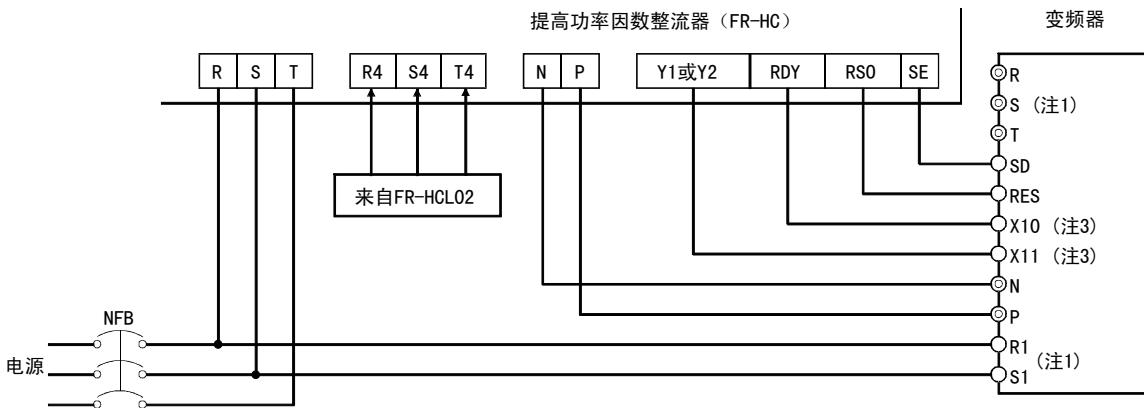 提高功率因数整流器（FR-HC）
变频器
R S T R4 S4 T4 N P Y1或Y2 RDY RSO SE
R
S（注1）
T
SD
来自FR-HCL02
RES
X10（注3）
X11（注3）
N
NFB
P
R1
电源
（注1）
S1